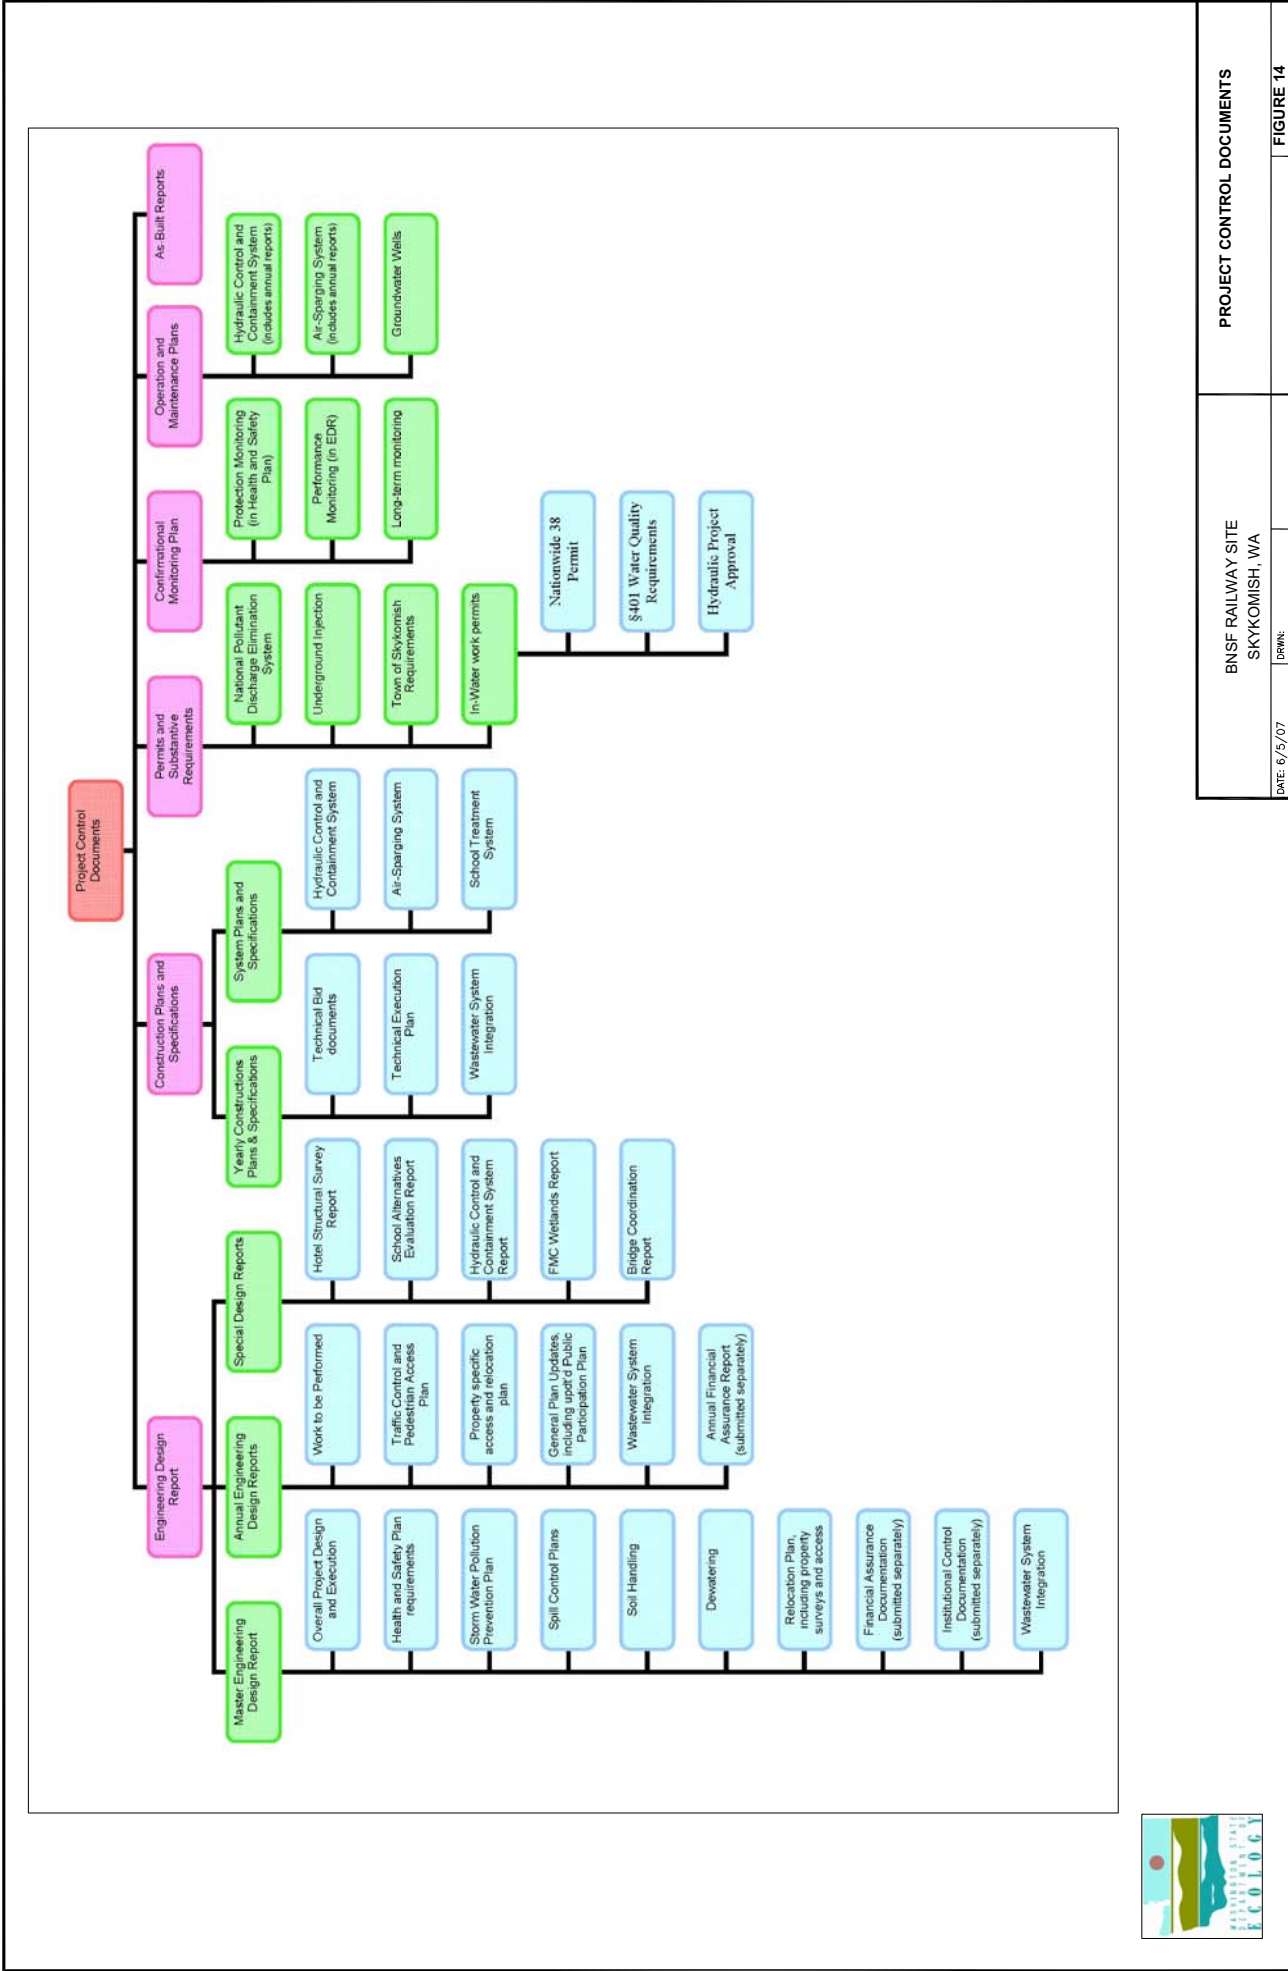 Project Control
Documents
Engineering Design
Report
Construction Plans and
Specifications
Permits and
Substantive
Requirements
Confirmational
Monitoring Plan
Operation and
Maintenance Plans
As-Built Reports
Master Engineering
Design Report
Overall Project Design
and Execution
Health and Safety Plan
requirements
Storm Water Pollution
Prevention Plan
Spill Control Plans
Soil Handling
Dewatering
Relocation Plan,
including property
surveys and access
Financial Assurance
Documentation
(submitted separately)
Institutional Control
Documentation
(submitted separately)
Wastewater System
Integration
Annual Engineering
Design Reports
Work to be Performed
Traffic Control and
Pedestrian Access
Plan
Property specific
access and relocation
plan
General Plan Updates,
including updt'd Public
Participation Plan
Wastewater System
Integration
Annual Financial
Assurance Report
(submitted separately)
Special Design Reports
Hotel Structural Survey
Report
School Alternatives
Evaluation Report
Hydraulic Control and
Containment System
Report
FMC Wetlands Report
Bridge Coordination
Report
Yearly Constructions
Plans & Specifications
Technical Bid
documents
Technical Execution
Plan
Wastewater System
Integration
System Plans and
Specifications
Hydraulic Control and
Containment System
Air-Sparging System
School Treatment
System
National Pollutant
Discharge Elimination
System
Underground Injection
Town of Skykomish
Requirements
In-Water work permits
Nationwide 38
Permit
§401 Water Quality
Requirements
Hydraulic Project
Approval
Protection Monitoring
(in Health and Safety
Plan)
Performance
Monitoring (in EDR)
Long-term monitoring
Hydraulic Control and
Containment System
(includes annual reports)
Air-Sparging System
(includes annual reports)
Groundwater Wells
WASHINGTON STATE
DEPARTMENT OF
ECOLOGY
BNSF RAILWAY SITE
SKYKOMISH, WA
PROJECT CONTROL DOCUMENTS
DATE: 6/5/07
DRWN:
FIGURE 14